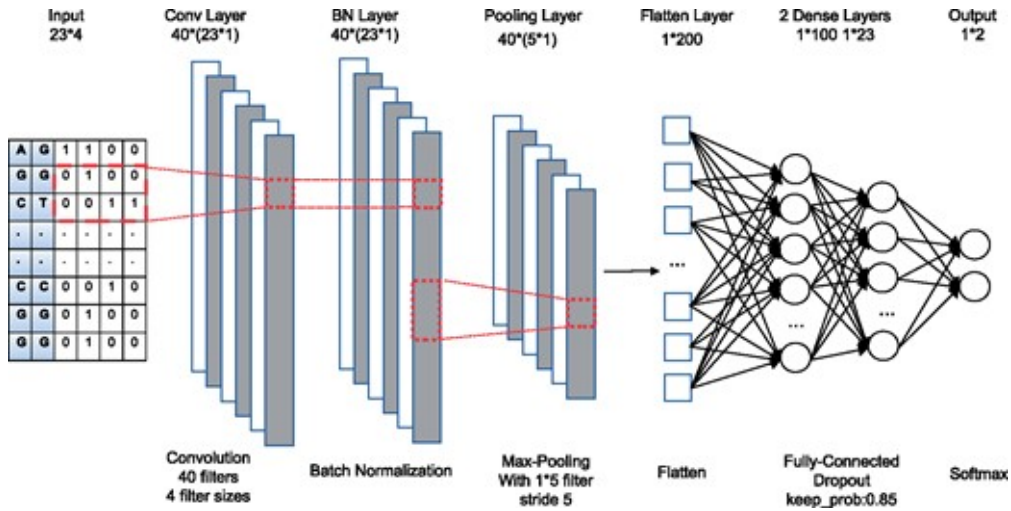 Input
23*4
Conv Layer
40*(23*1)
BN Layer
40*(23*1)
Pooling Layer
40*(5*1)
Flatten Layer
1*200
2 Dense Layers
1*100 1*23
Output
1*2
A G 1 1 0 0
G G 0 1 0 0
C T 0 0 1 1
. . - - - -
. . - - - -
C C 0 0 1 0
G G 0 1 0 0
G G 0 1 0 0
...
...
...
Convolution
40 filters
4 filter sizes
Batch Normalization
Max-Pooling
With 1*5 filter
stride 5
Flatten
Fully-Connected
Dropout
keep_prob:0.85
Softmax